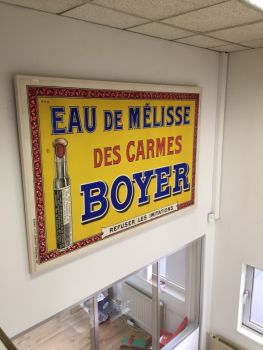 EAU DE MÉLISSE
DES CARMES
BOYER
REFUSER LES IMITATIONS